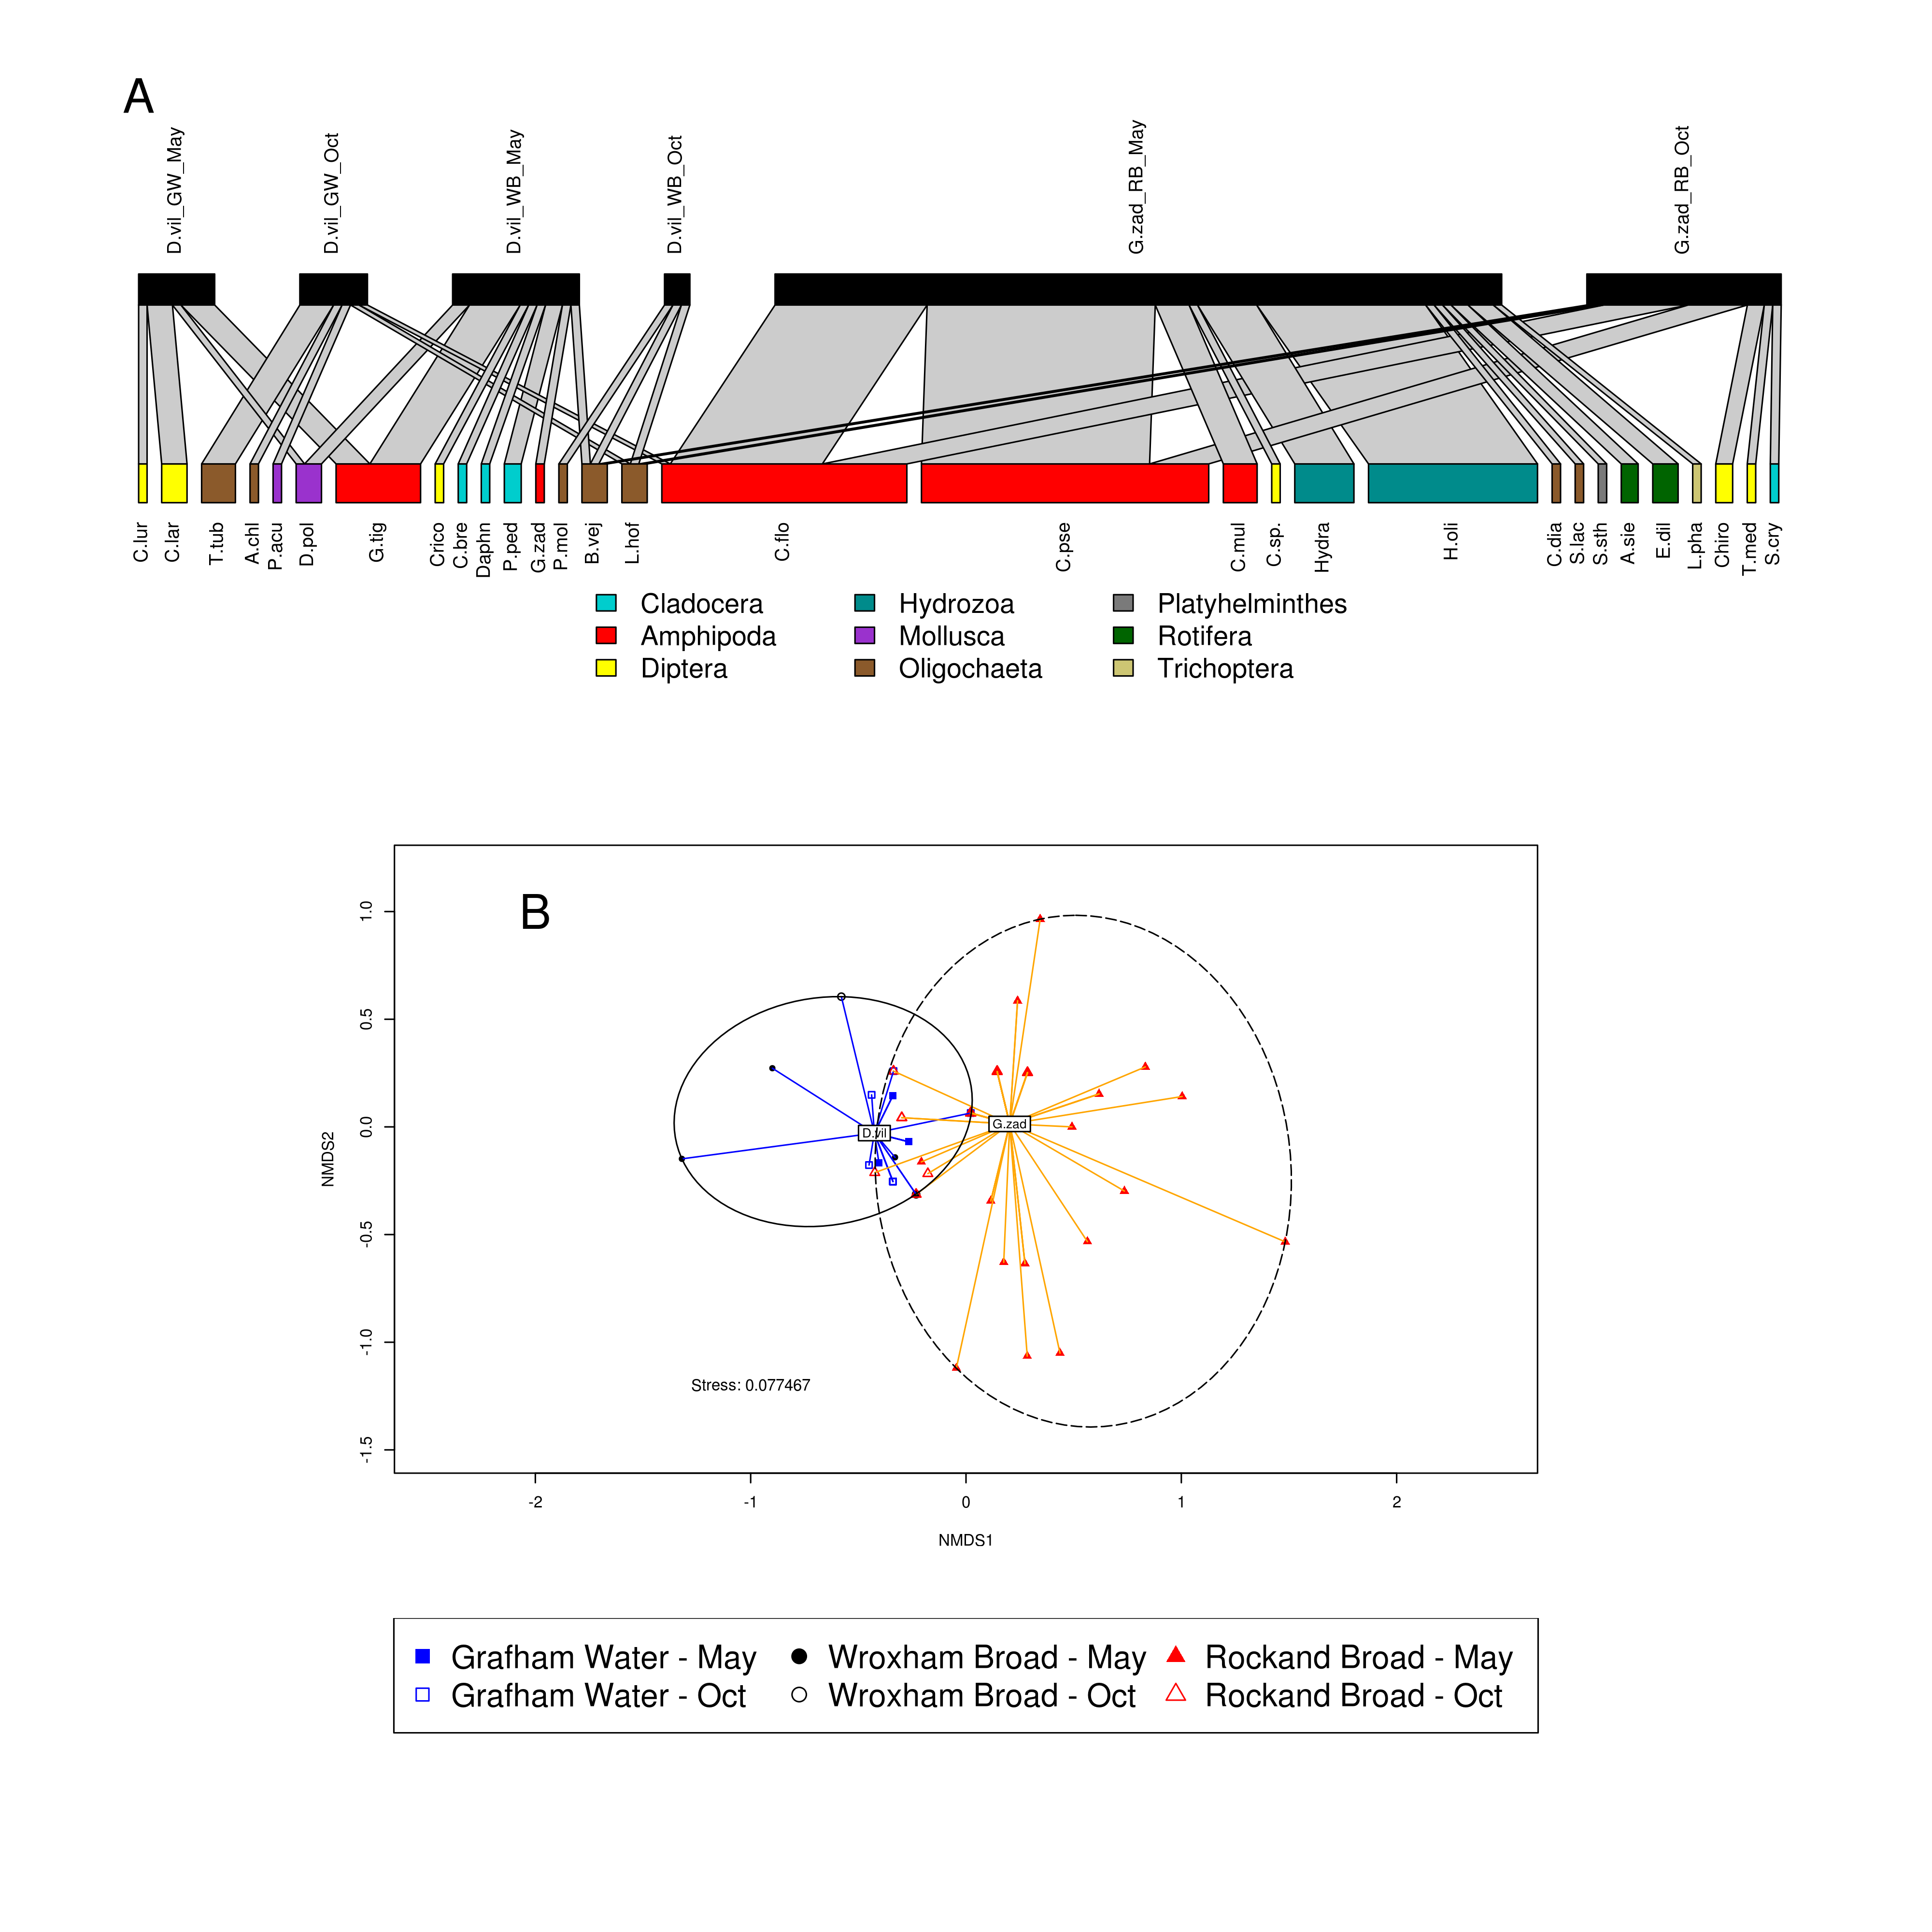 A
D.vil_GW_May
D.vil_GW_Oct
D.vil_WB_May
D.vil_WB_Oct
G.zad_RB_May
G.zad_RB_Oct
C.lur
C.lar
T.tub
A.chl
P.acu
D.pol
G.tig
Crico
C.bre
Daphn
P.ped
G.zad
P.mol
B.vej
L.hof
C.flo
C.pse
C.mul
C.sp.
Hydra
H.oli
C.dia
S.lac
S.sth
A.sie
E.dil
L.pha
Chiro
T.med
S.cry
Cladocera Hydrozoa Platyhelminthes
Amphipoda Mollusca Rotifera
Diptera Oligochaeta Trichoptera
B
1.0
0.5
0.0
-0.5
-1.0
-1.5
NMDS2
D.vil
G.zad
Stress: 0.077467
-2 -1 0 1 2
NMDS1
Grafham Water - May Wroxham Broad - May Rockand Broad - May
Grafham Water - Oct Wroxham Broad - Oct Rockand Broad - Oct